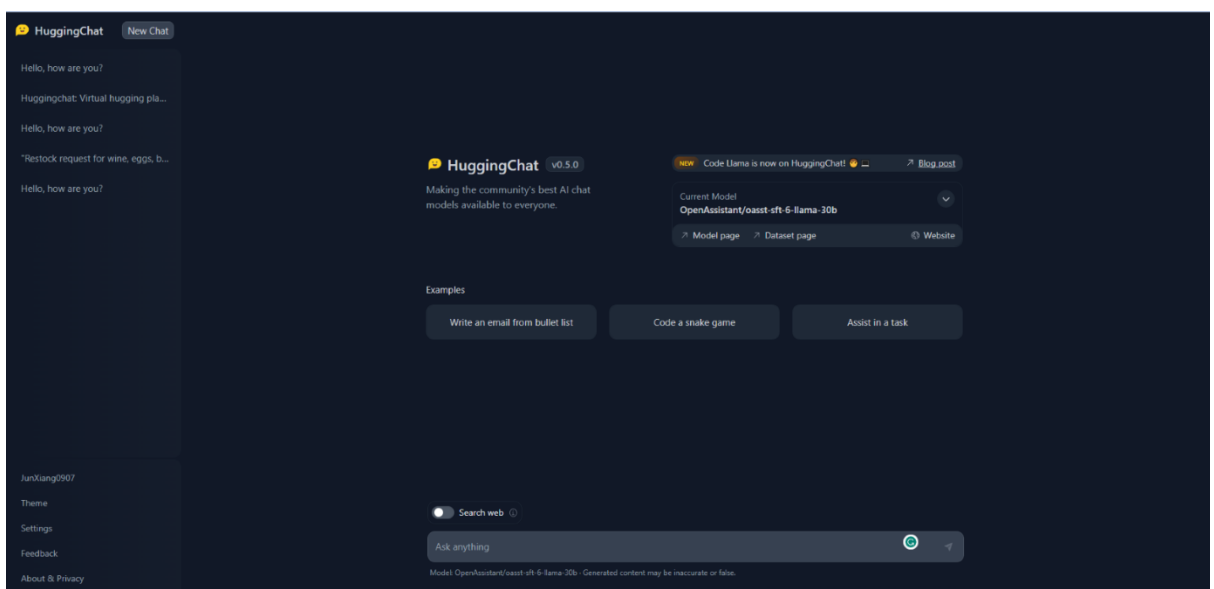 HuggingChat
New Chat
Hello, how are you?
Huggingchat: Virtual hugging pla...
Hello, how are you?
"Restock request for wine, eggs, b...
Hello, how are you?
JunXiang0907
Theme
Settings
Feedback
About & Privacy
HuggingChat v0.5.0
Making the community's best AI chat
models available to everyone.
NEW Code Llama is now on HuggingChat! Blog post
Current Model
OpenAssistant/oasst-sft-6-llama-30b
Model page Dataset page Website
Examples
Write an email from bullet list
Code a snake game
Assist in a task
Search web
Ask anything
Model: OpenAssistant/oasst-sft-6-llama-30b · Generated content may be inaccurate or false.